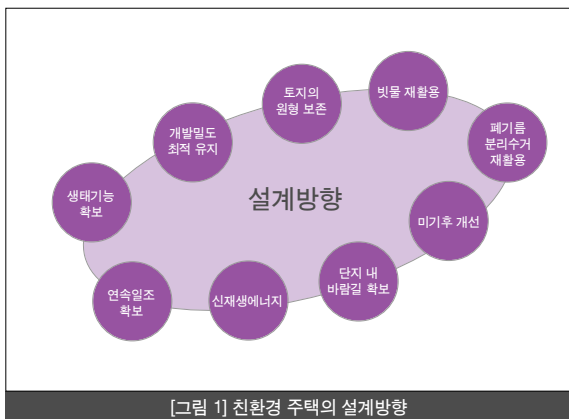 토지의
원형 보존
빗물 재활용
개발밀도
최적 유지
폐기름
분리수거
재활용
생태기능
확보
설계방향
미기후 개선
연속일조
확보
신재생에너지
단지 내
바람길 확보
[그림 1] 친환경 주택의 설계방향